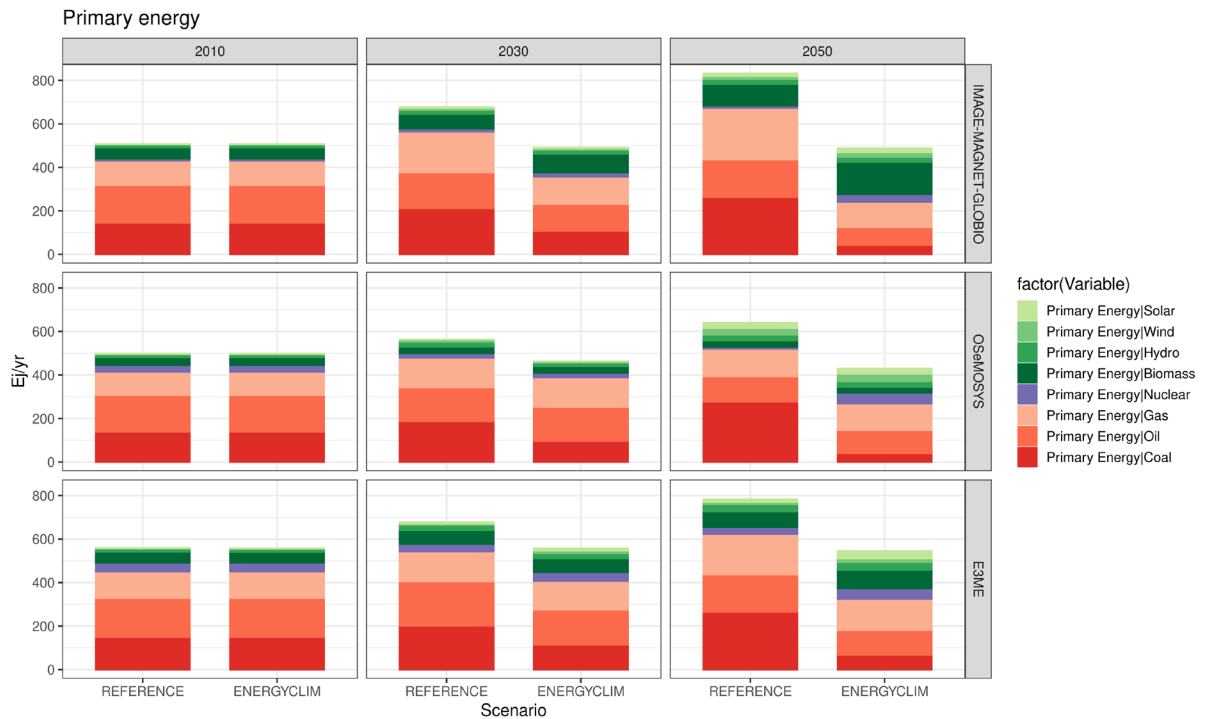 Primary energy
2010
2030
2050
800
600
400
200
0
IMAGE-MAGNET-GLOBIO
800
600
400
200
0
OSeMOSYS
800
600
400
200
0
E3ME
Ej/yr
REFERENCE
ENERGYCLIM
REFERENCE
ENERGYCLIM
REFERENCE
ENERGYCLIM
Scenario
factor(Variable)
Primary Energy|Solar
Primary Energy|Wind
Primary Energy|Hydro
Primary Energy|Biomass
Primary Energy|Nuclear
Primary Energy|Gas
Primary Energy|Oil
Primary Energy|Coal